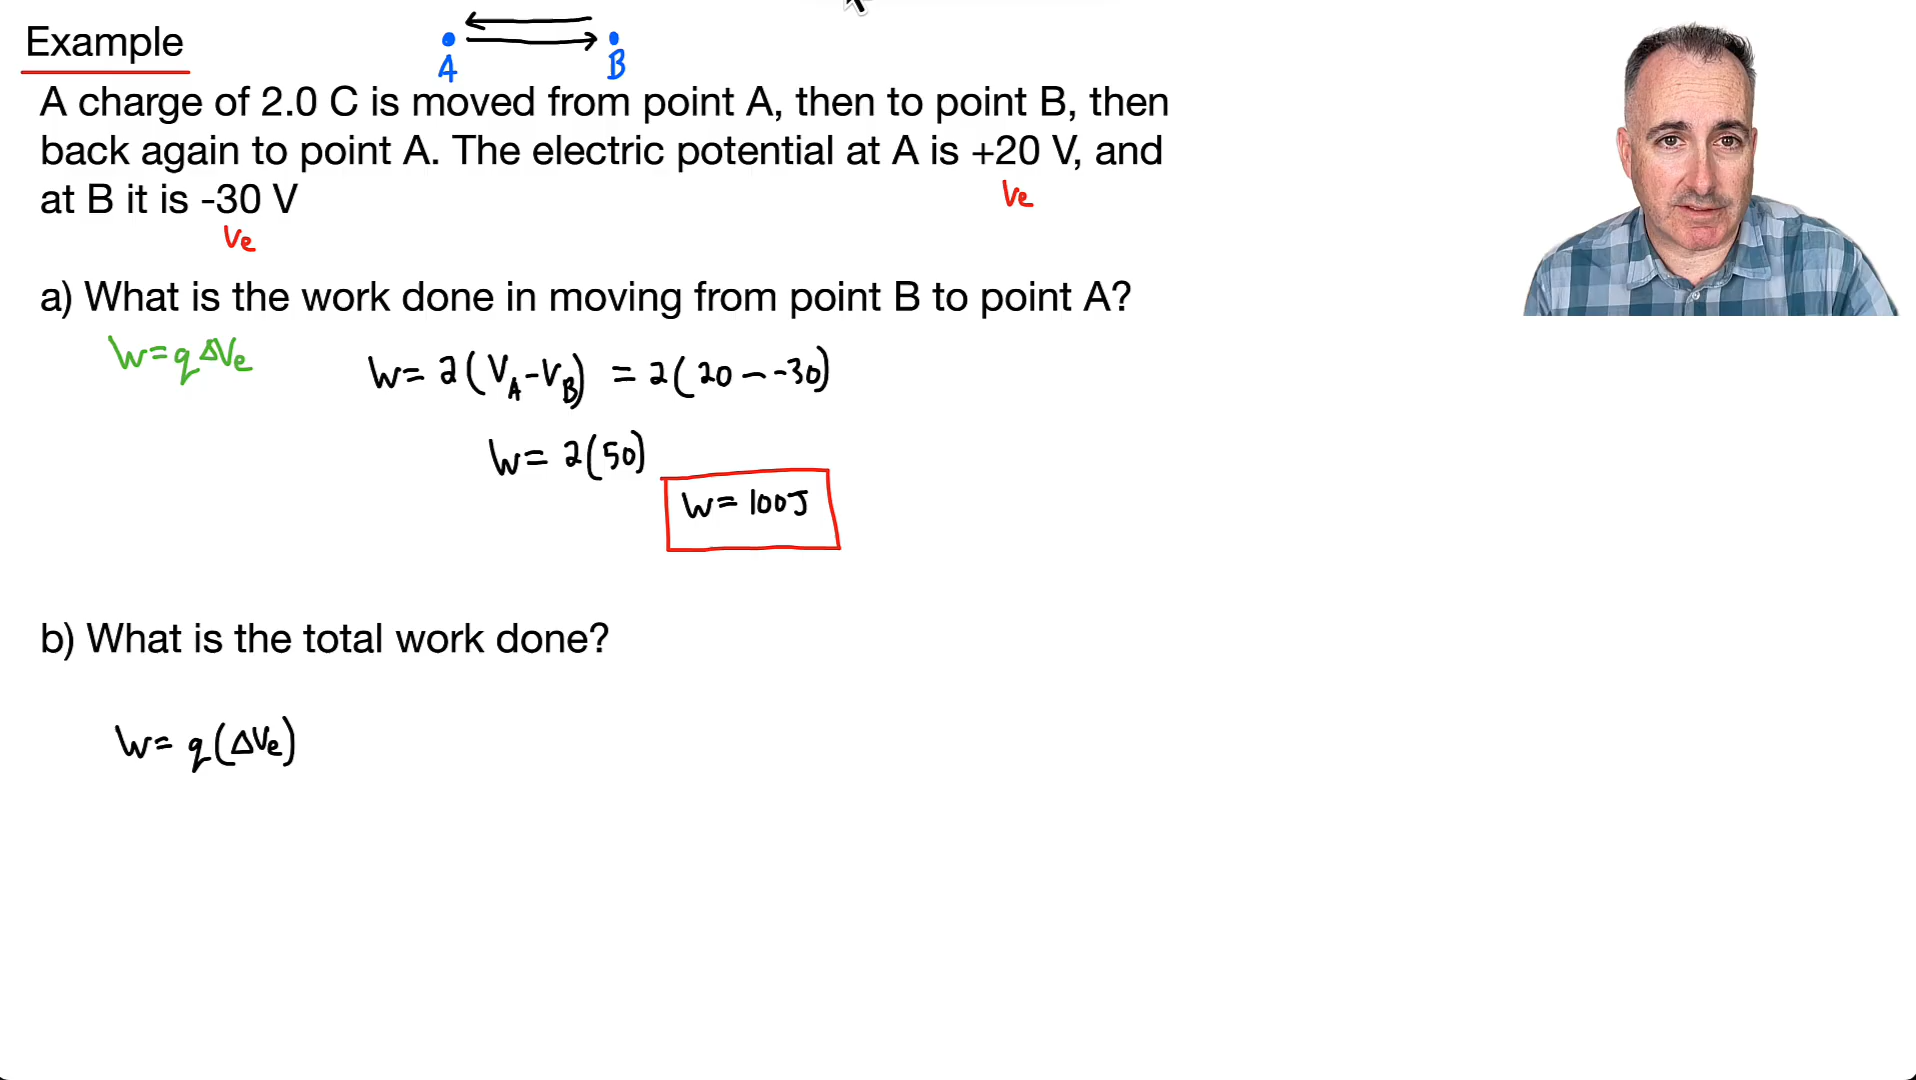 Example
A B
A charge of 2.0 C is moved from point A, then to point B, then
back again to point A. The electric potential at A is +20 V, and
Ve
at B it is -30 V
Ve
a) What is the work done in moving from point B to point A?
W=qΔVe
W= 2(VA-VB) = 2(20 - -30)
W= 2(50)
W= 100J
b) What is the total work done?
W= q(ΔVe)